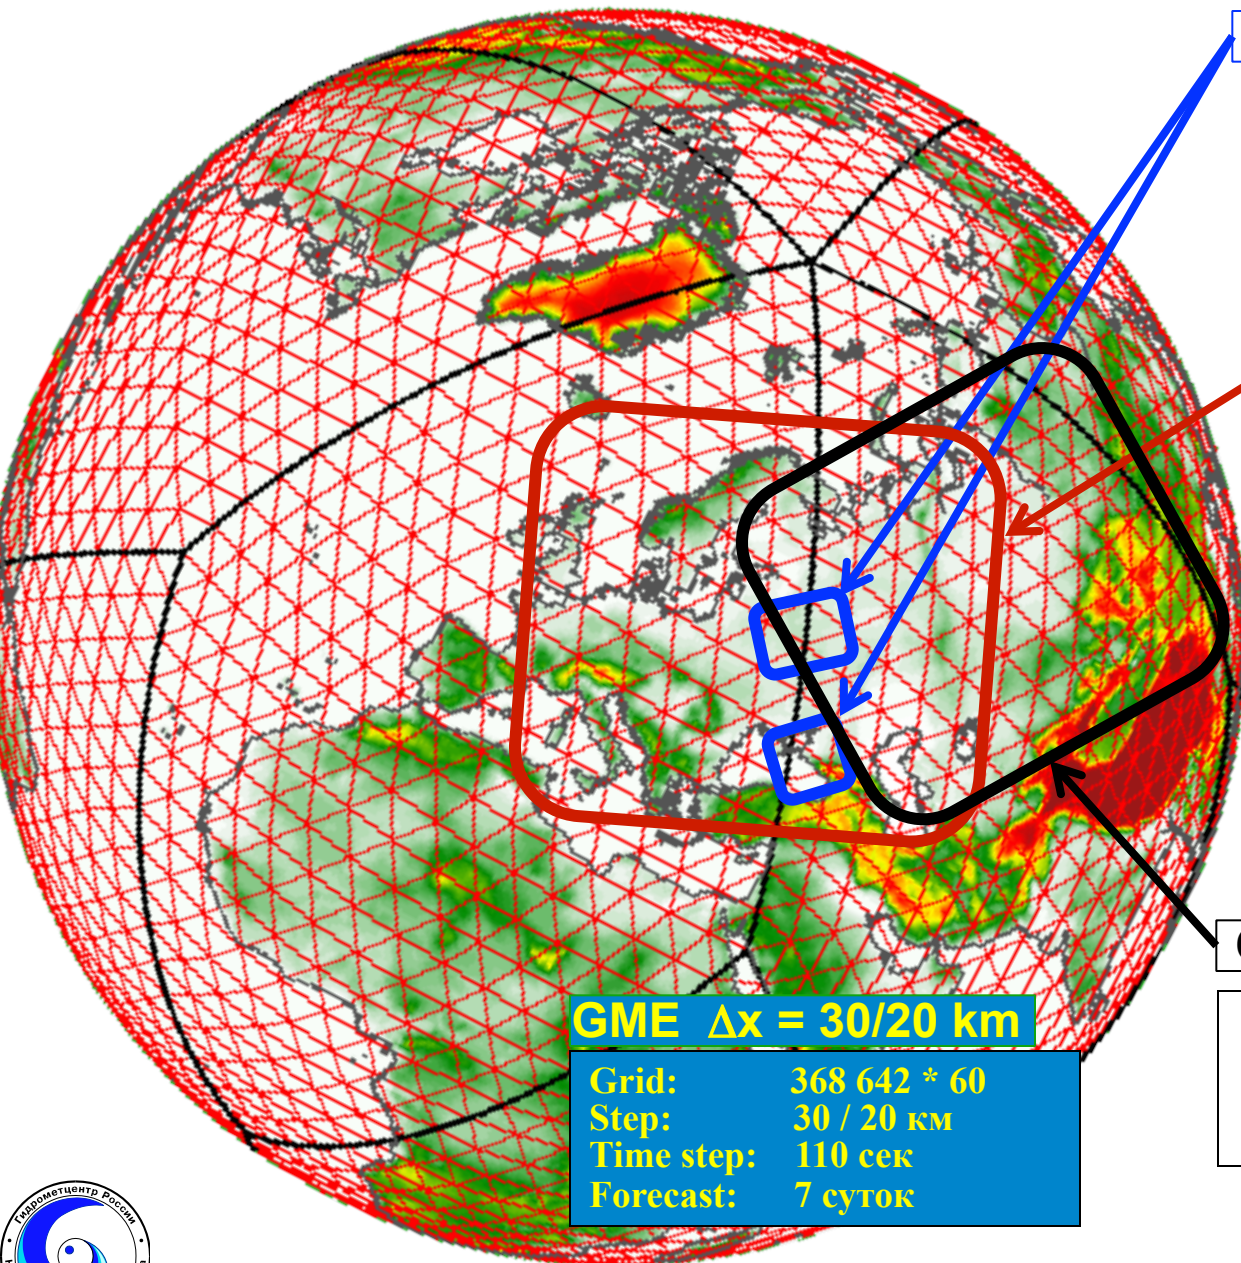 GME Δx = 30/20 km
Grid: 368 642 * 60
Step: 30 / 20 км
Time step: 110 сек
Forecast: 7 суток
Гидрометцентр России